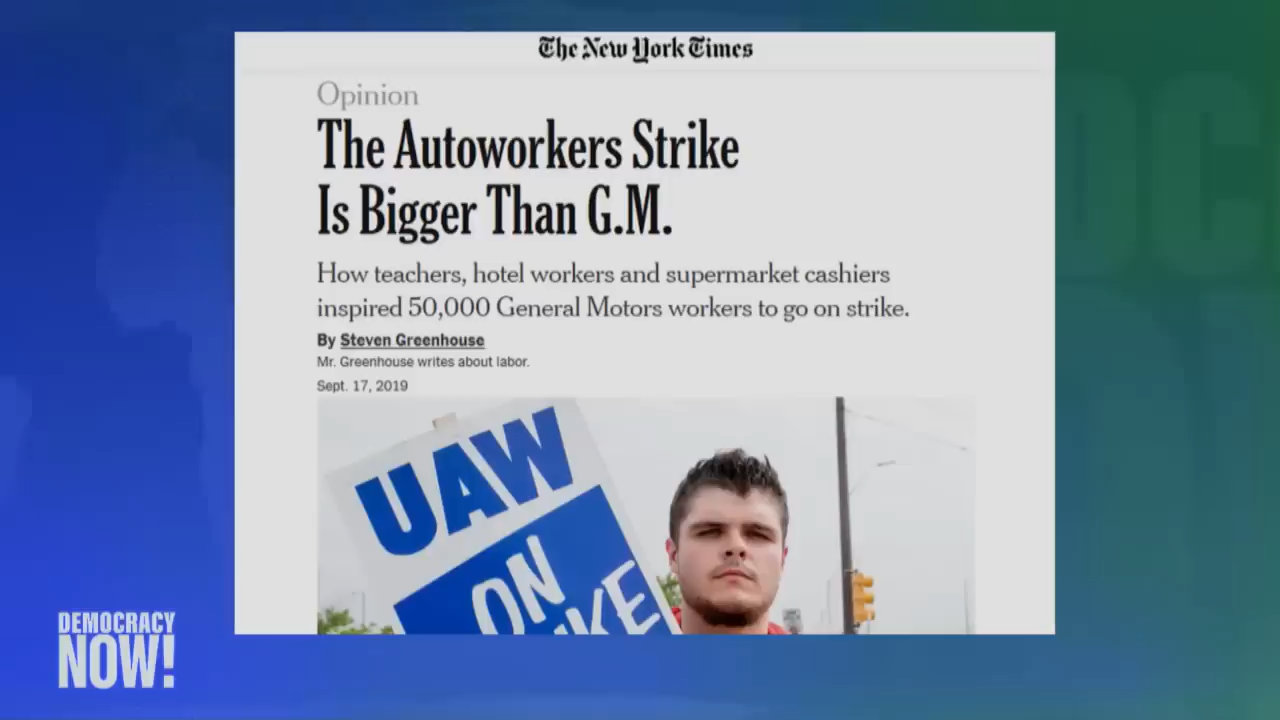 The New York Times
Opinion
The Autoworkers Strike
Is Bigger Than G.M.
How teachers, hotel workers and supermarket cashiers
inspired 50,000 General Motors workers to go on strike.
By Steven Greenhouse
Mr. Greenhouse writes about labor.
Sept. 17, 2019
UAW
ON
DEMOCRACY
NOW!